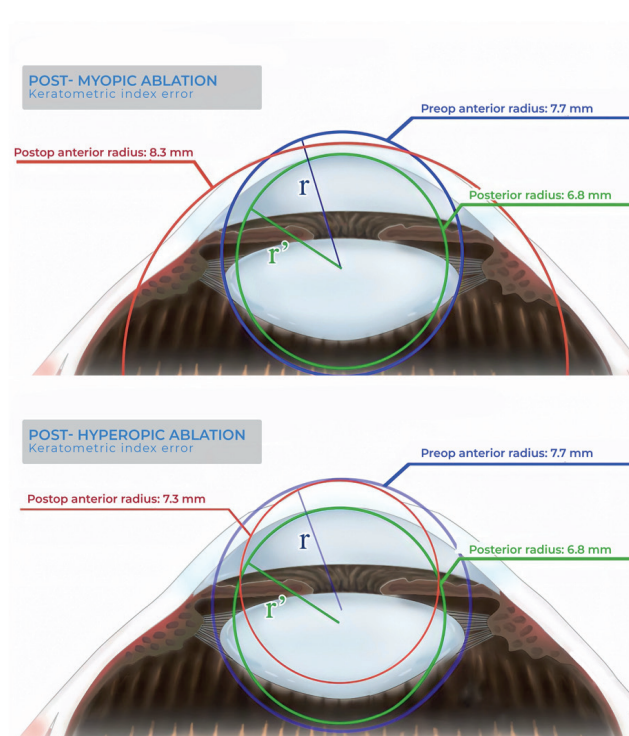 POST- MYOPIC ABLATION
Keratometric index error
Preop anterior radius: 7.7 mm
Postop anterior radius: 8.3 mm
r
Posterior radius: 6.8 mm
r’
POST- HYPEROPIC ABLATION
Keratometric index error
Preop anterior radius: 7.7 mm
Postop anterior radius: 7.3 mm
r
Posterior radius: 6.8 mm
r’